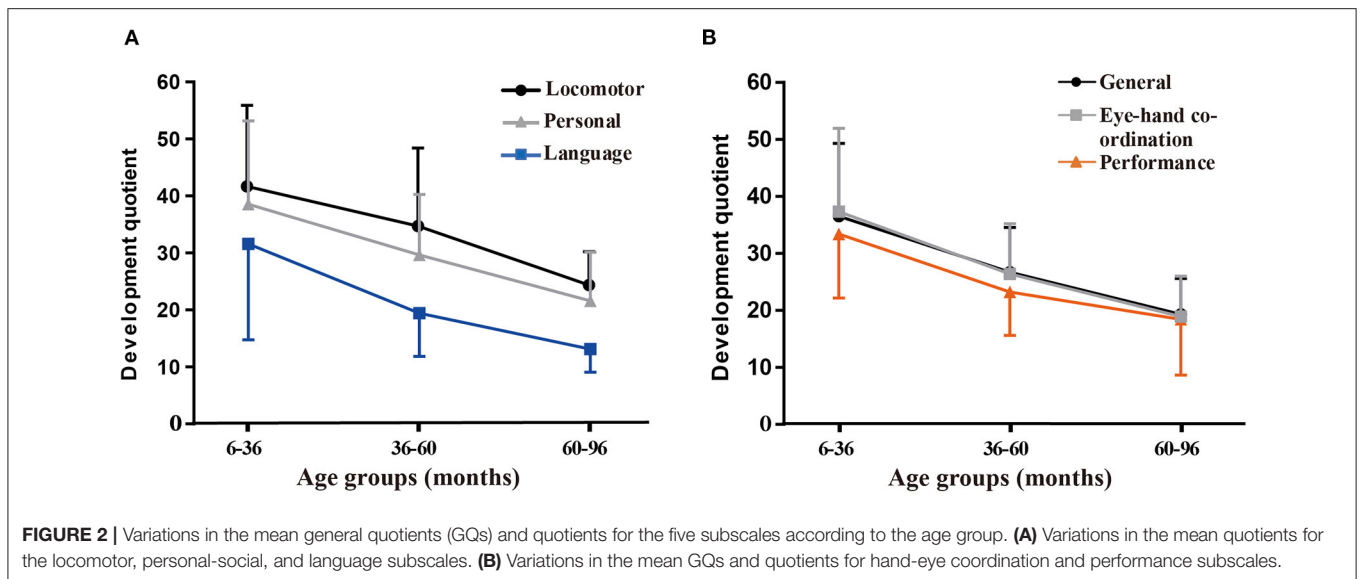 A
60
50
40
30
20
10
0
Development quotient
Locomotor
Personal
Language
6-36
36-60
60-96
Age groups (months)
B
60
50
40
30
20
10
0
Development quotient
General
Eye-hand co-
ordination
Performance
6-36
36-60
60-96
Age groups (months)
FIGURE 2 | Variations in the mean general quotients (GQs) and quotients for the five subscales according to the age group. (A) Variations in the mean quotients for
the locomotor, personal-social, and language subscales. (B) Variations in the mean GQs and quotients for hand-eye coordination and performance subscales.